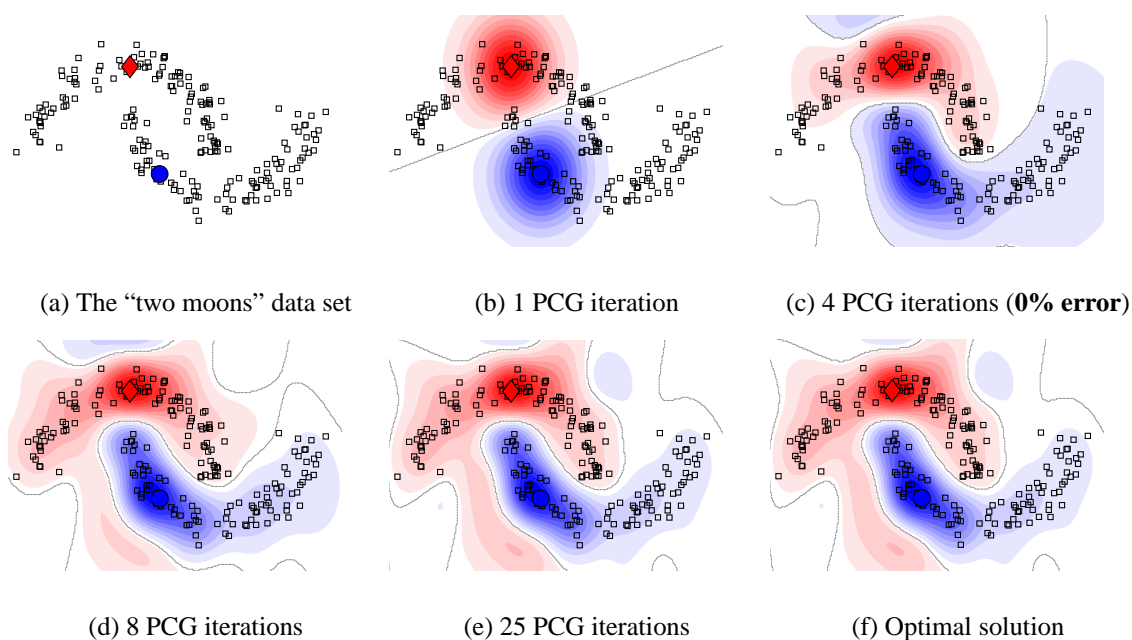 (a) The “two moons” data set
(b) 1 PCG iteration
(c) 4 PCG iterations (0% error)
(d) 8 PCG iterations
(e) 25 PCG iterations
(f) Optimal solution